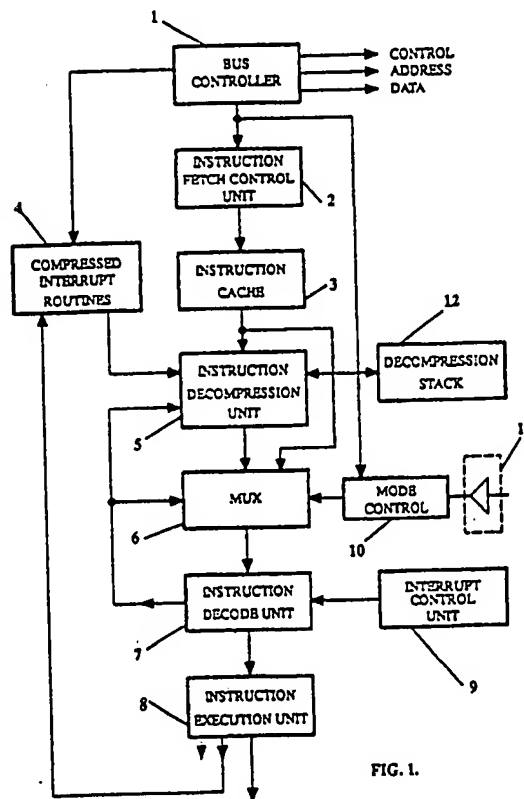 1
BUS
CONTROLLER
CONTROL
ADDRESS
DATA
INSTRUCTION
FETCH CONTROL
UNIT
2
4
COMPRESSED
INTERRUPT
ROUTINES
INSTRUCTION
CACHE
3
12
INSTRUCTION
DECOMPRESSION
UNIT
5
DECOMPRESSION
STACK
1
MUX
6
MODE
CONTROL
10
INSTRUCTION
DECODE UNIT
7
INTERRUPT
CONTROL
UNIT
9
8
INSTRUCTION
EXECUTION UNIT
FIG. 1.